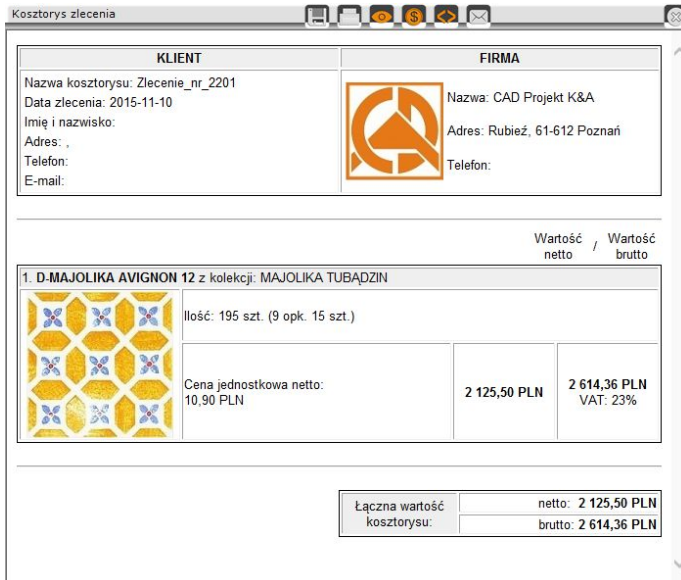 Kosztorys zlecenia
KLIENT
Nazwa kosztorysu: Zlecenie_nr_2201
Data zlecenia: 2015-11-10
Imię i nazwisko:
Adres: ,
Telefon:
E-mail:
FIRMA
Nazwa: CAD Projekt K&A
Adres: Rubież, 61-612 Poznań
Telefon:
Wartość netto / Wartość brutto
1. D-MAJOLIKA AVIGNON 12 z kolekcji: MAJOLIKA TUBĄDZIN
Ilość: 195 szt. (9 opk. 15 szt.)
Cena jednostkowa netto:
10,90 PLN
2 125,50 PLN
2 614,36 PLN
VAT: 23%
Łączna wartość
kosztorysu:
netto: 2 125,50 PLN
brutto: 2 614,36 PLN